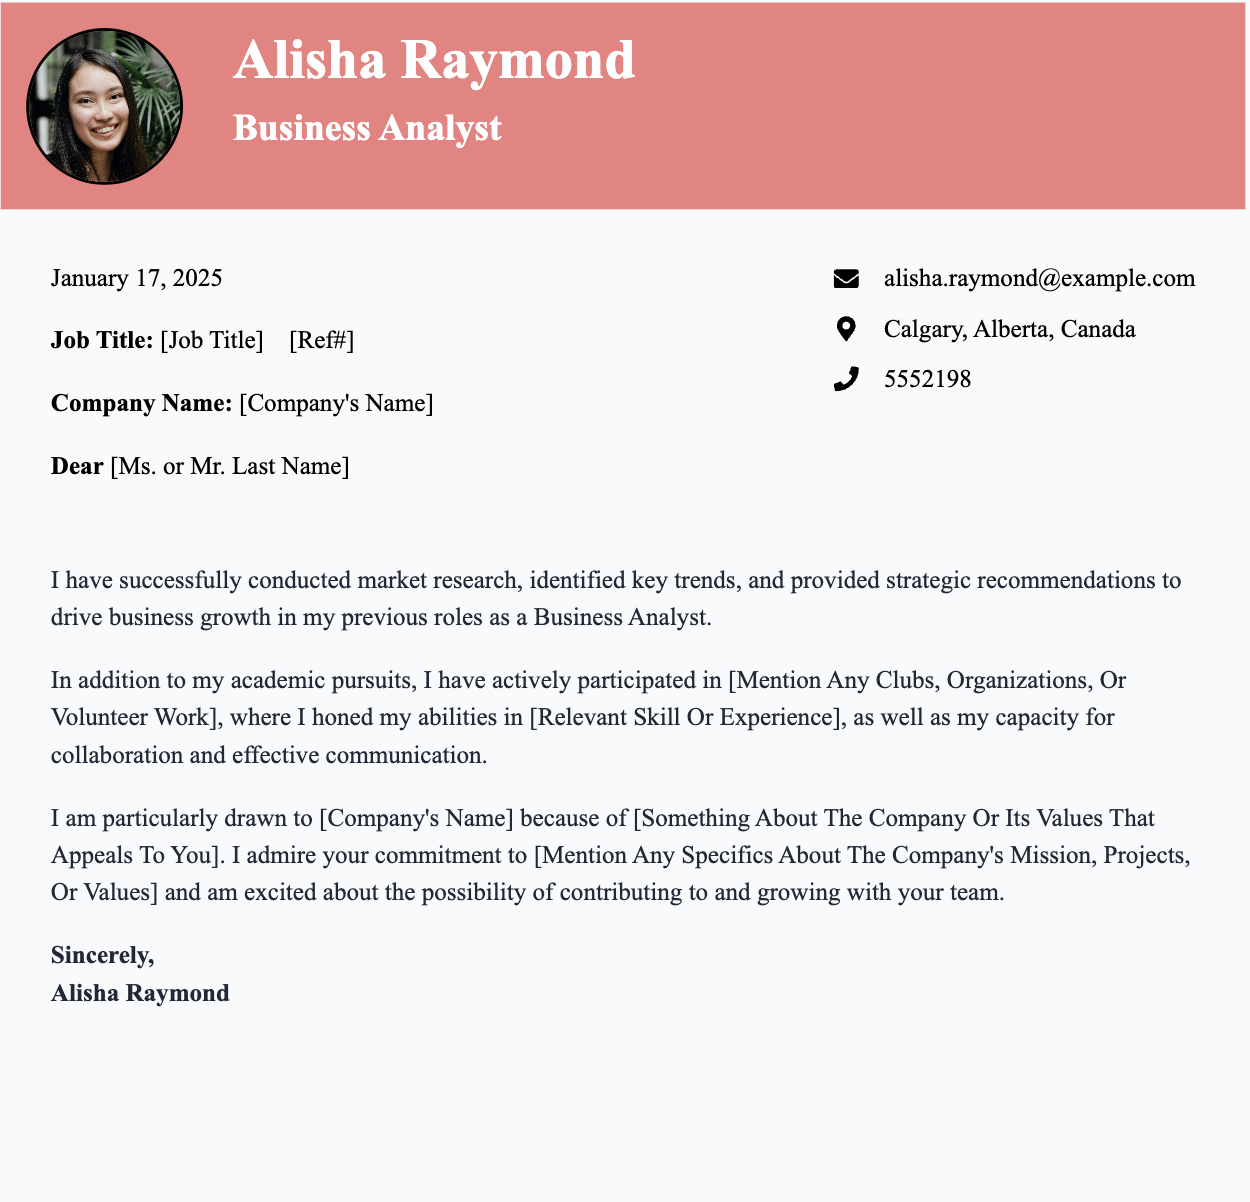 Alisha Raymond
Business Analyst
January 17, 2025
Job Title: [Job Title] [Ref#]
Company Name: [Company's Name]
Dear [Ms. or Mr. Last Name]
alisha.raymond@example.com
Calgary, Alberta, Canada
5552198
I have successfully conducted market research, identified key trends, and provided strategic recommendations to
drive business growth in my previous roles as a Business Analyst.
In addition to my academic pursuits, I have actively participated in [Mention Any Clubs, Organizations, Or
Volunteer Work], where I honed my abilities in [Relevant Skill Or Experience], as well as my capacity for
collaboration and effective communication.
I am particularly drawn to [Company's Name] because of [Something About The Company Or Its Values That
Appeals To You]. I admire your commitment to [Mention Any Specifics About The Company's Mission, Projects,
Or Values] and am excited about the possibility of contributing to and growing with your team.
Sincerely,
Alisha Raymond